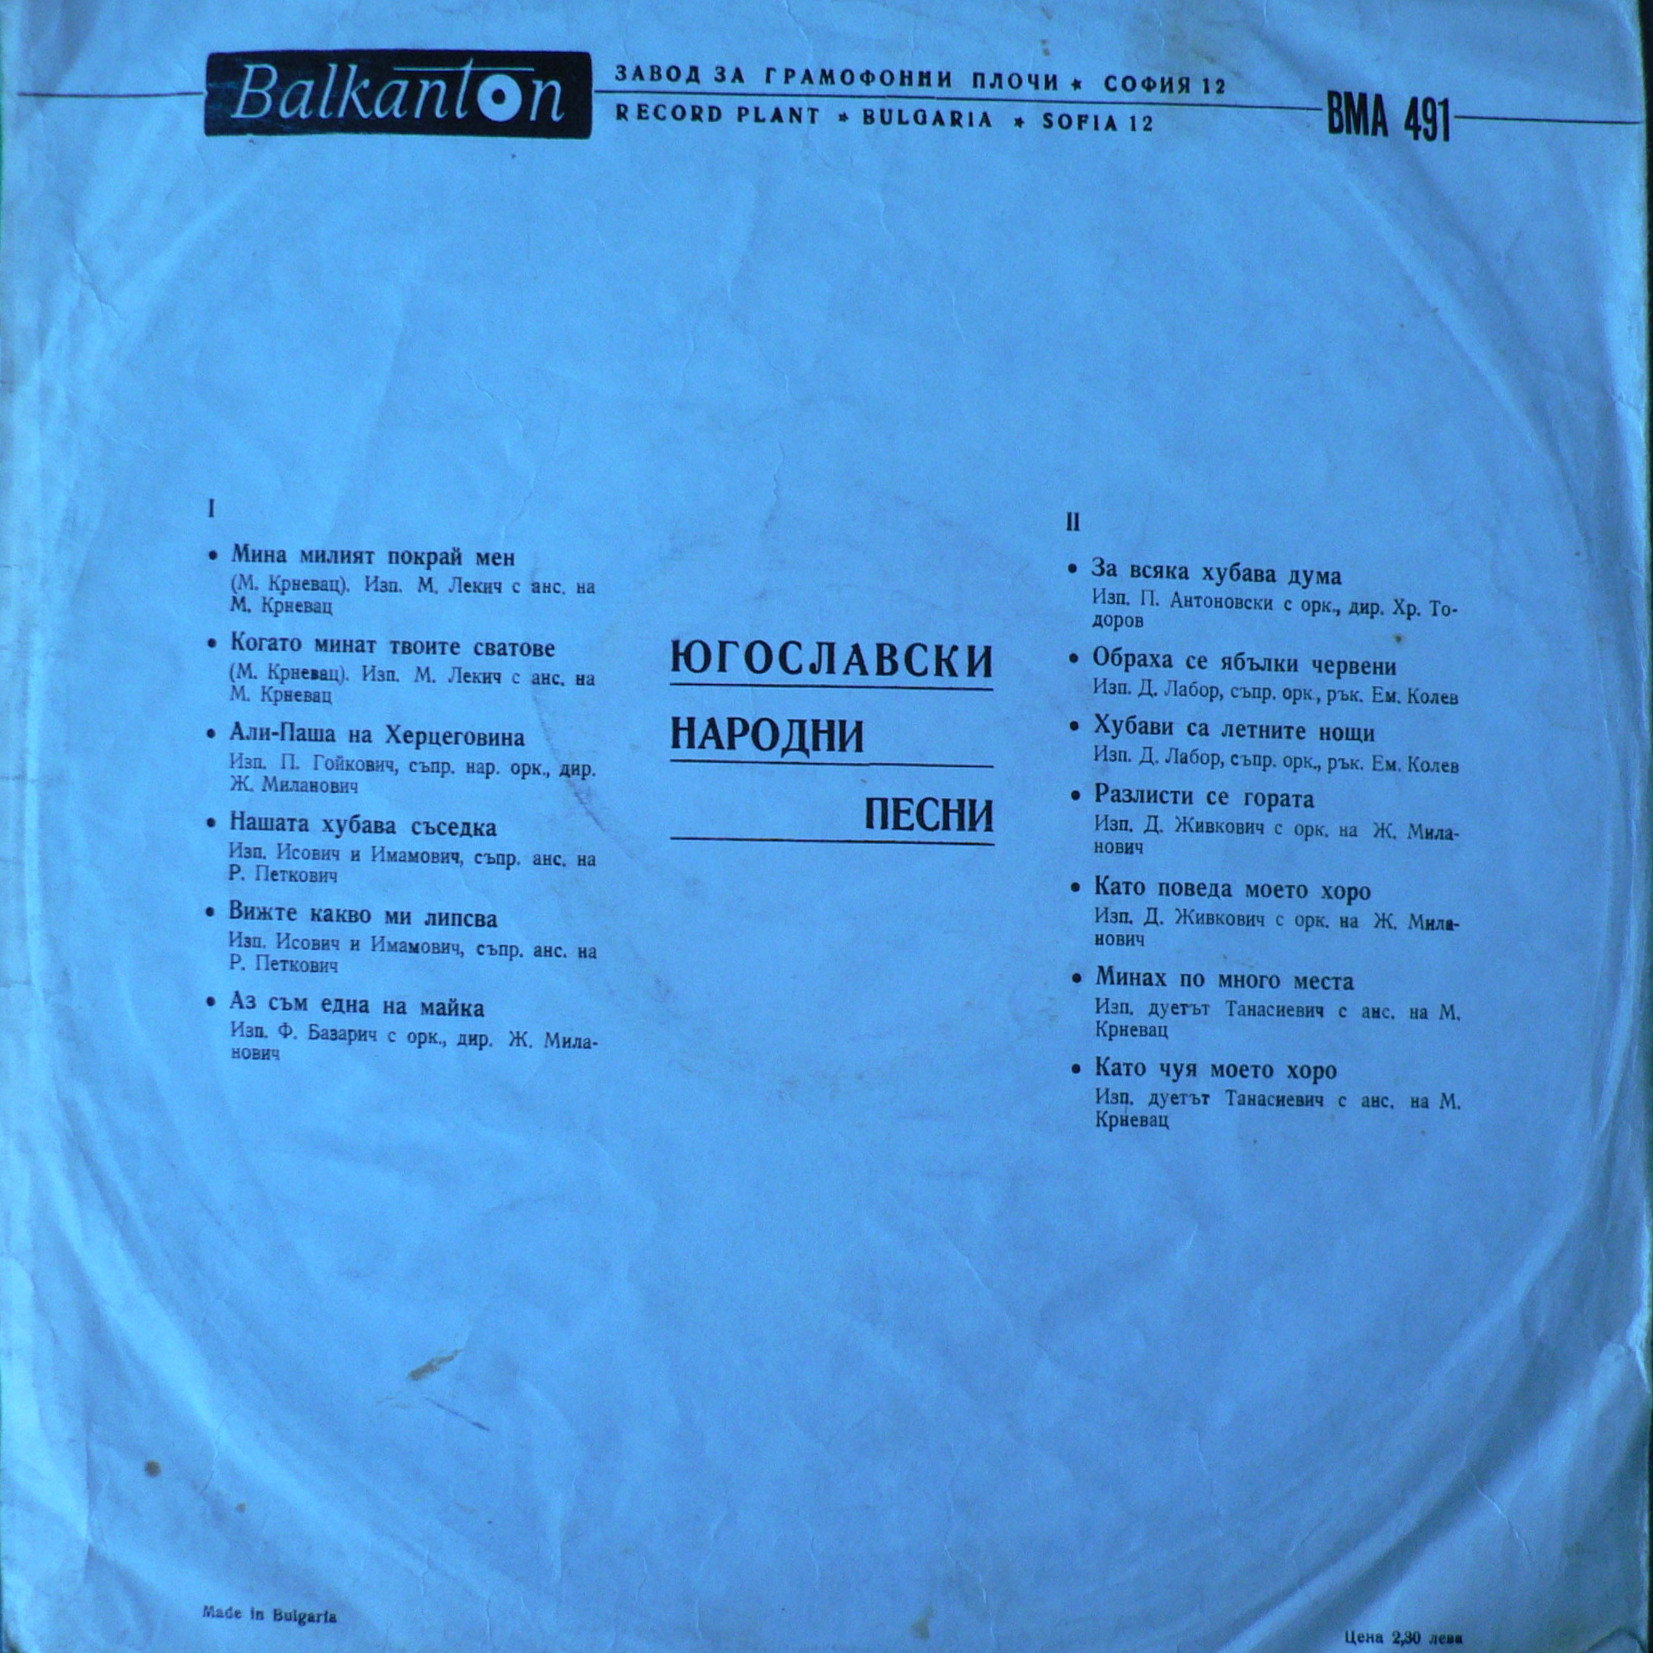 Balkanton
ЗАВОД ЗА ГРАМОФОННИ ПЛОЧИ * СОФИЯ 12
RECORD PLANT * BULGARIA * SOFIA 12
ВМА 491
I
• Мина милият покрай мен
(М. Крневац). Изп. М. Лекич с анс. на
М. Крневац
• Когато минат твоите сватове
(М. Крневац). Изп. М. Лекич с анс. на
М. Крневац
• Али-Паша на Херцеговина
Изп. П. Гойкович, съпр. нар. орк., дир.
Ж. Миланович
• Нашата хубава съседка
Изп. Исович и Имамович, съпр. анс. на
Р. Петкович
• Вижте какво ми липсва
Изп. Исович и Имамович, съпр. анс. на
Р. Петкович
• Аз съм една на майка
Изп. Ф. Базарич с орк., дир. Ж. Мила-
нович
ЮГОСЛАВСКИ
НАРОДНИ
ПЕСНИ
II
• За всяка хубава дума
Изп. П. Антоновски с орк., дир. Хр. То-
доров
• Обраха се ябълки червени
Изп. Д. Лабор, съпр. орк., рък. Ем. Колев
• Хубави са летните нощи
Изп. Д. Лабор, съпр. орк., рък. Ем. Колев
• Разлисти се гората
Изп. Д. Живкович с орк. на Ж. Мила-
нович
• Като поведа моето хоро
Изп. Д. Живкович с орк. на Ж. Мила-
нович
• Минах по много места
Изп. дуетът Танасиевич с анс. на М.
Крневац
• Като чуя моето хоро
Изп. дуетът Танасиевич с анс. на М.
Крневац
Made in Bulgaria
Цена 2,30 лева